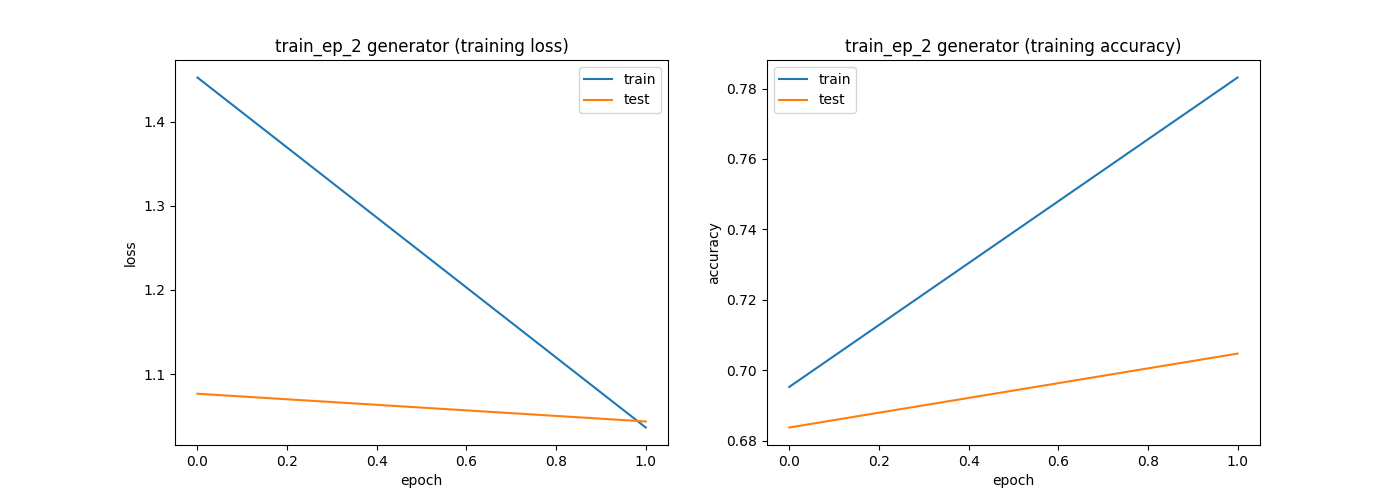 train_ep_2 generator (training loss)
train
test
1.4
1.3
1.2
1.1
loss
0.0 0.2 0.4 0.6 0.8 1.0
epoch
train_ep_2 generator (training accuracy)
train
test
0.78
0.76
0.74
0.72
0.70
0.68
accuracy
0.0 0.2 0.4 0.6 0.8 1.0
epoch